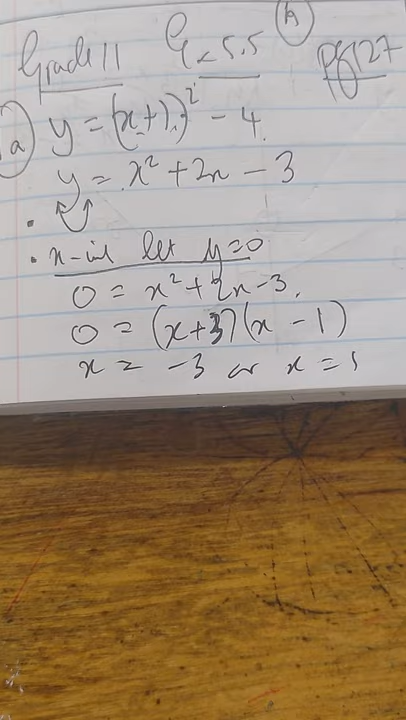 Grade 11 Ex 5.5 (A) Pg 127
a) y = (x+1)² - 4
y = x² + 2x - 3
x-int let y=0
0 = x² + 2x - 3
0 = (x+3)(x - 1)
x = -3 or x = 1